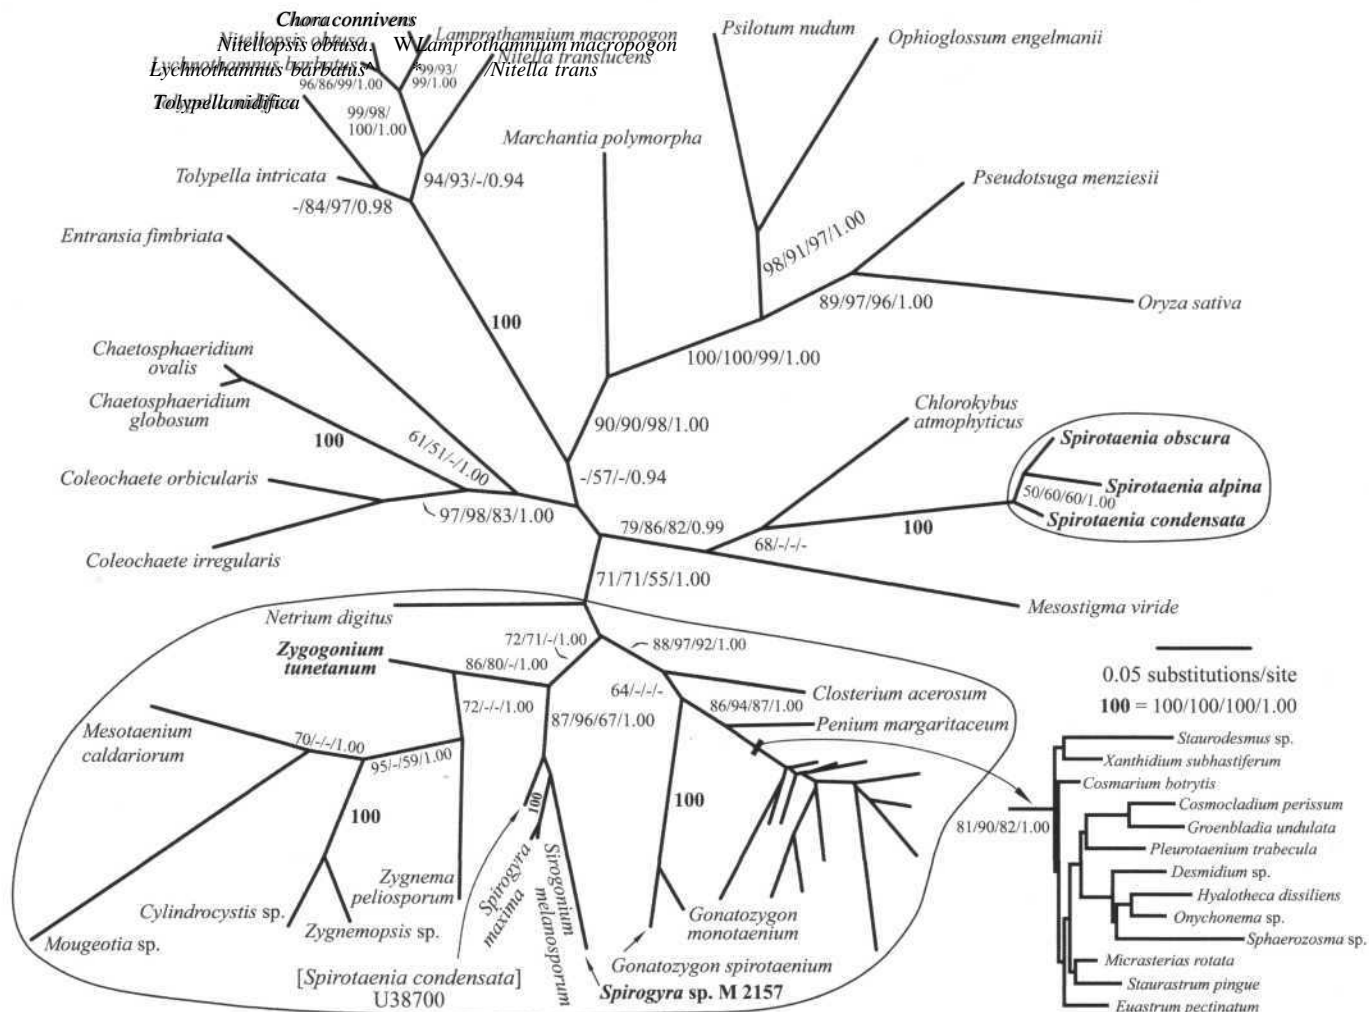 Chara connivens
Nitellopsis obtusa
Lamprothamnium macropogon
Lychnothamnus barbatus
Nitella translucens
/Nitella trans
96/86/99/1.00
99/93/
99/1.00
Tolypella nidifica
99/98/
100/1.00
Tolypella intricata
94/93/-/0.94
-/84/97/0.98
Psilotum nudum
Ophioglossum engelmanii
Marchantia polymorpha
Pseudotsuga menziesii
98/91/97/1.00
89/97/96/1.00
Oryza sativa
Entransia fimbriata
100
100/100/99/1.00
Chaetosphaeridium
ovalis
Chaetosphaeridium
globosum
100
61/51/-/1.00
90/90/98/1.00
Chlorokybus
atmophyticus
Spirotaenia obscura
Spirotaenia alpina
50/60/60/1.00
Spirotaenia condensata
Coleochaete orbicularis
-/57/-/0.94
97/98/83/1.00
79/86/82/0.99
100
68/-/-/-
Coleochaete irregularis
71/71/55/1.00
Mesostigma viride
Netrium digitus
72/71/-/1.00
88/97/92/1.00
Zygogonium
tunetanum
86/80/-/1.00
0.05 substitutions/site
100 = 100/100/100/1.00
64/-/-/-
Closterium acerosum
86/94/87/1.00
Penium margaritaceum
72/-/-/1.00
87/96/67/1.00
Mesotaenium
caldariorum
70/-/-/1.00
95/-/59/1.00
100
100
100
Staurodesmus sp.
Xanthidium subhastiferum
Cosmarium botrytis
Cosmocladium perissum
81/90/82/1.00
Groenbladia undulata
Pleurotaenium trabecula
Desmidium sp.
Hyalotheca dissiliens
Onychonema sp.
Sphaerozosma sp.
Micrasterias rotata
Staurastrum pingue
Euastrum pectinatum
Zygnema
peliosporum
Spirogyra
maxima
Sirogonium
melanosporum
Cylindrocystis sp.
Zygnemopsis sp.
Mougeotia sp.
Gonatozygon
monotaenium
Gonatozygon spirotaenium
[Spirotaenia condensata]
U38700
Spirogyra sp. M 2157